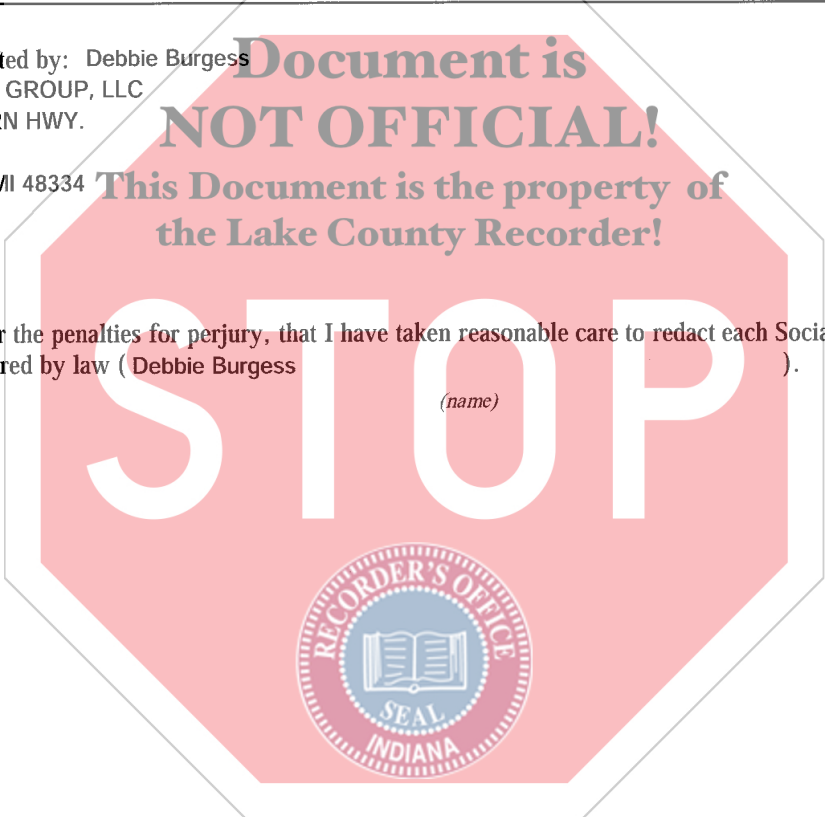 ted by: Debbie Burgess
GROUP, LLC
N HWY.
MI 48334
Document is
NOT OFFICIAL!
This Document is the property of
the Lake County Recorder!
r the penalties for perjury, that I have taken reasonable care to redact each Socia
red by law ( Debbie Burgess ).
(name)
STOP
RECORDER'S OFFICE
SEAL
INDIANA